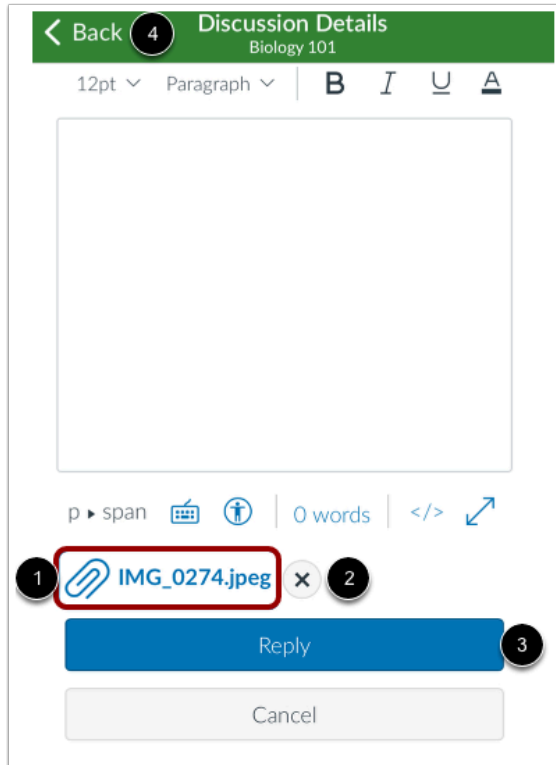 Back 4 Discussion Details
Biology 101
12pt Paragraph B I U A
p ▸ span 0 words </>
1 IMG_0274.jpeg × 2
Reply 3
Cancel